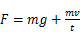 F = mg + mv/t